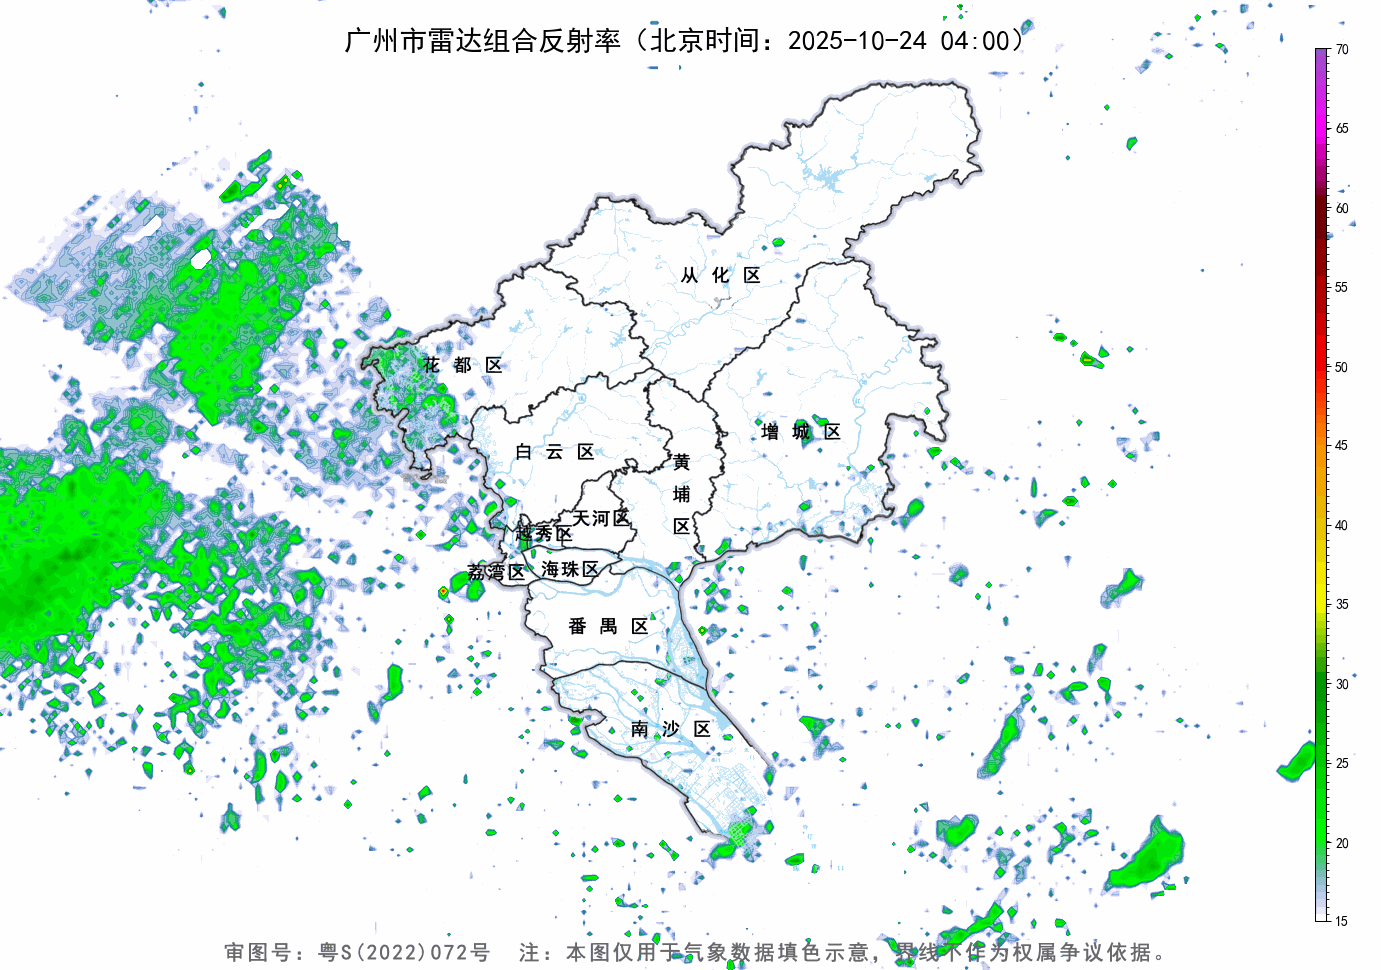 广州市雷达组合反射率（北京时间：2025-10-24 04:00）
70
65
60
55
50
45
40
35
30
25
20
15
从化区
花都区
增城区
白云区
黄埔区
天河区
越秀区
海珠区
荔湾区
番禺区
南沙区
审图号：粤S(2022)072号 注：本图仅用于气象数据填色示意，界线不作为权属争议依据。